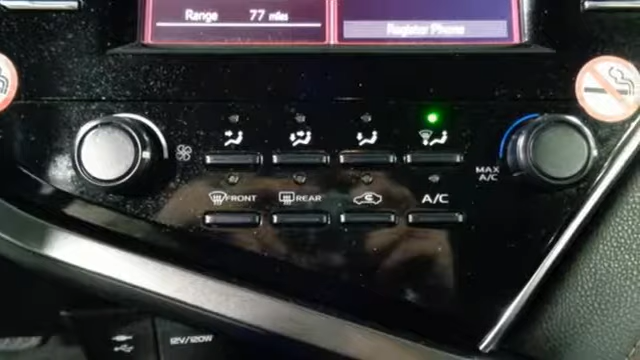 Range 77 miles
Register Phone
FRONT
REAR
A/C
MAX
A/C
12V/120W